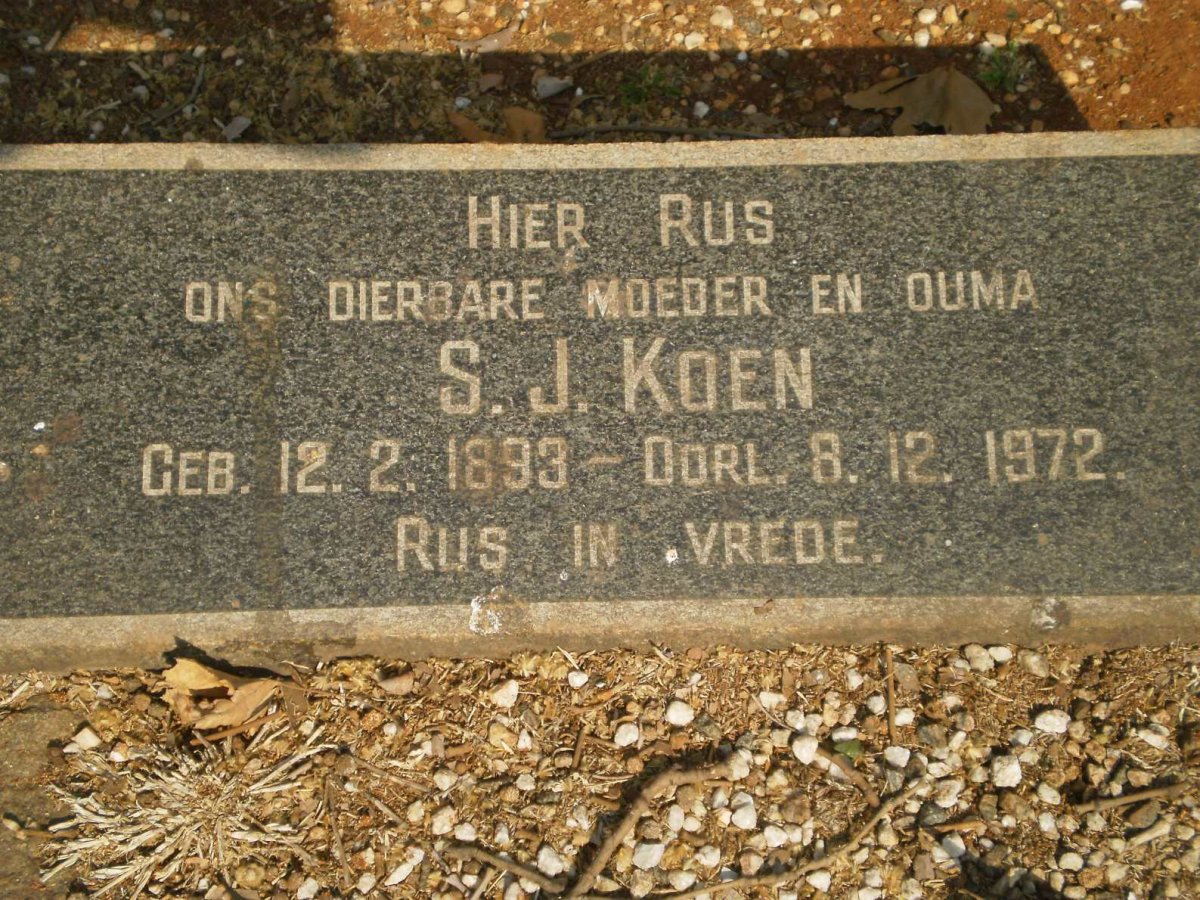 Hier Rus
ons dierbare moeder en ouma
S. J. Koen
Geb. 12. 2. 1893 – Oorl. 8. 12. 1972.
Rus in vrede.